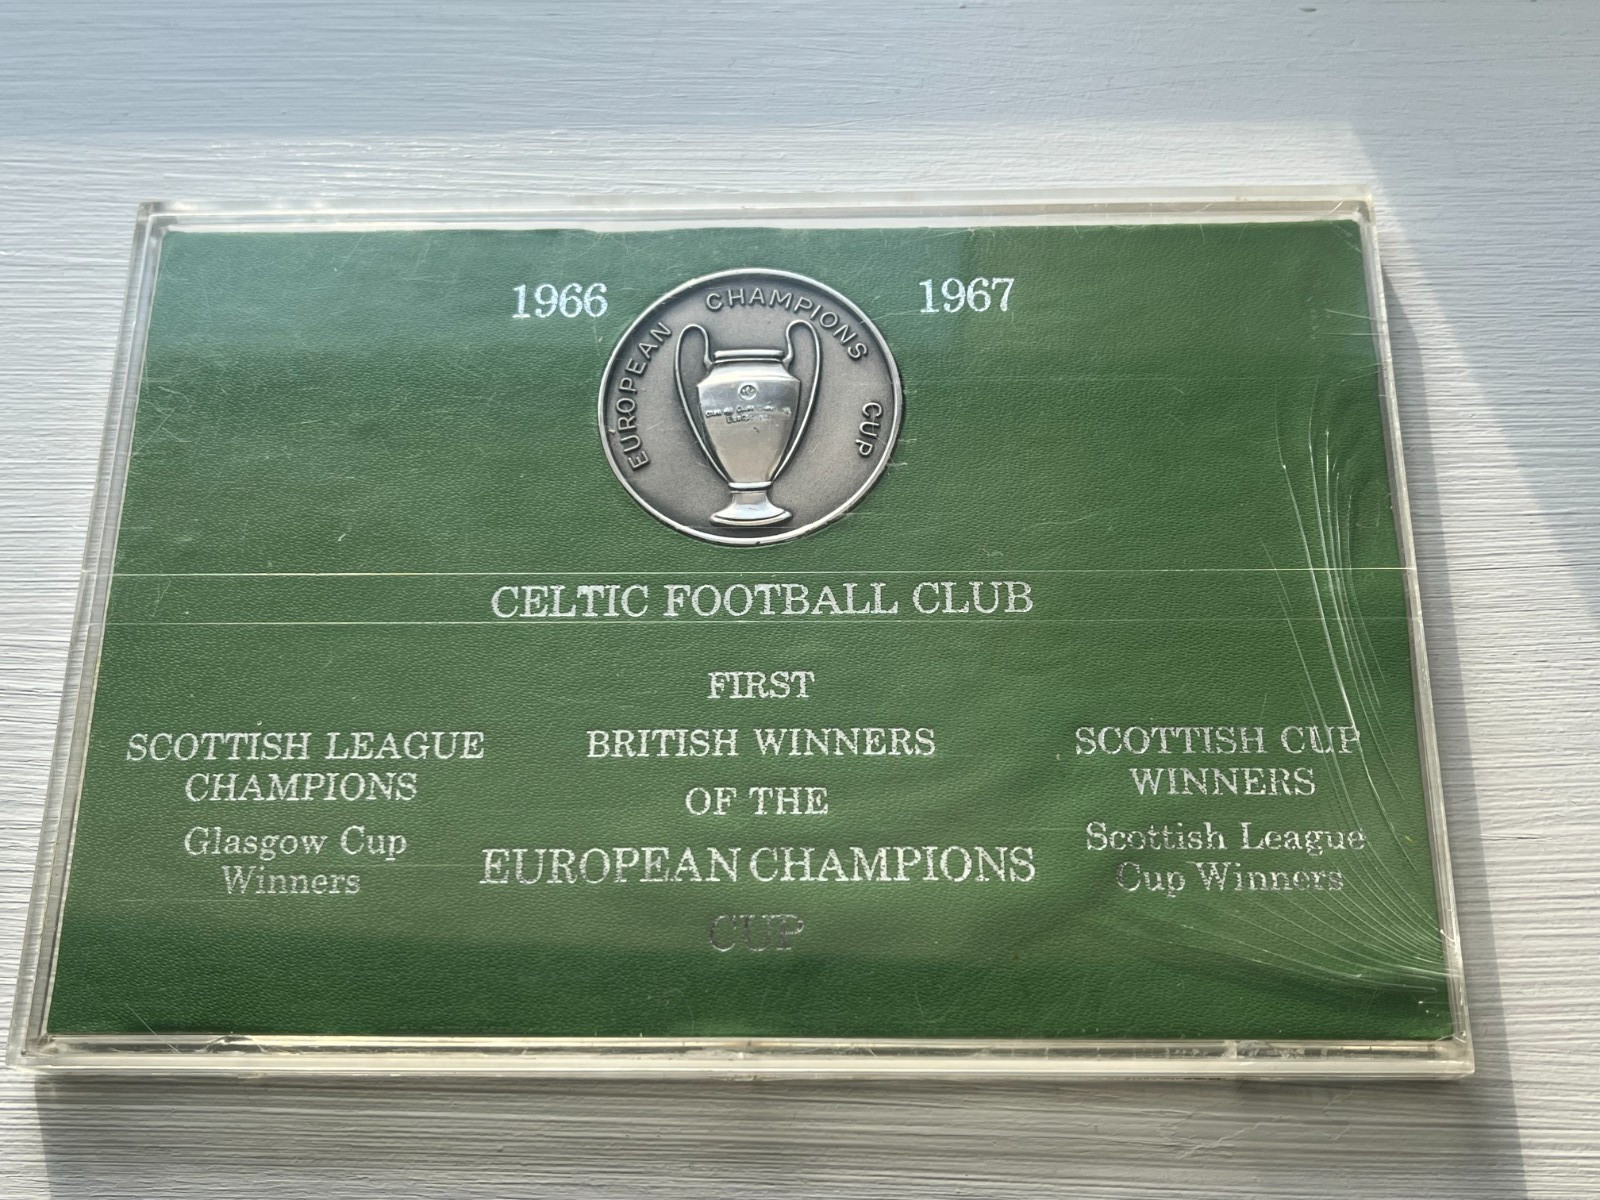 1966
EUROPEAN CHAMPIONS CUP
1967
CELTIC FOOTBALL CLUB
FIRST
BRITISH WINNERS
OF THE
EUROPEAN CHAMPIONS
CUP
SCOTTISH LEAGUE
CHAMPIONS
Glasgow Cup
Winners
SCOTTISH CUP
WINNERS
Scottish League
Cup Winners